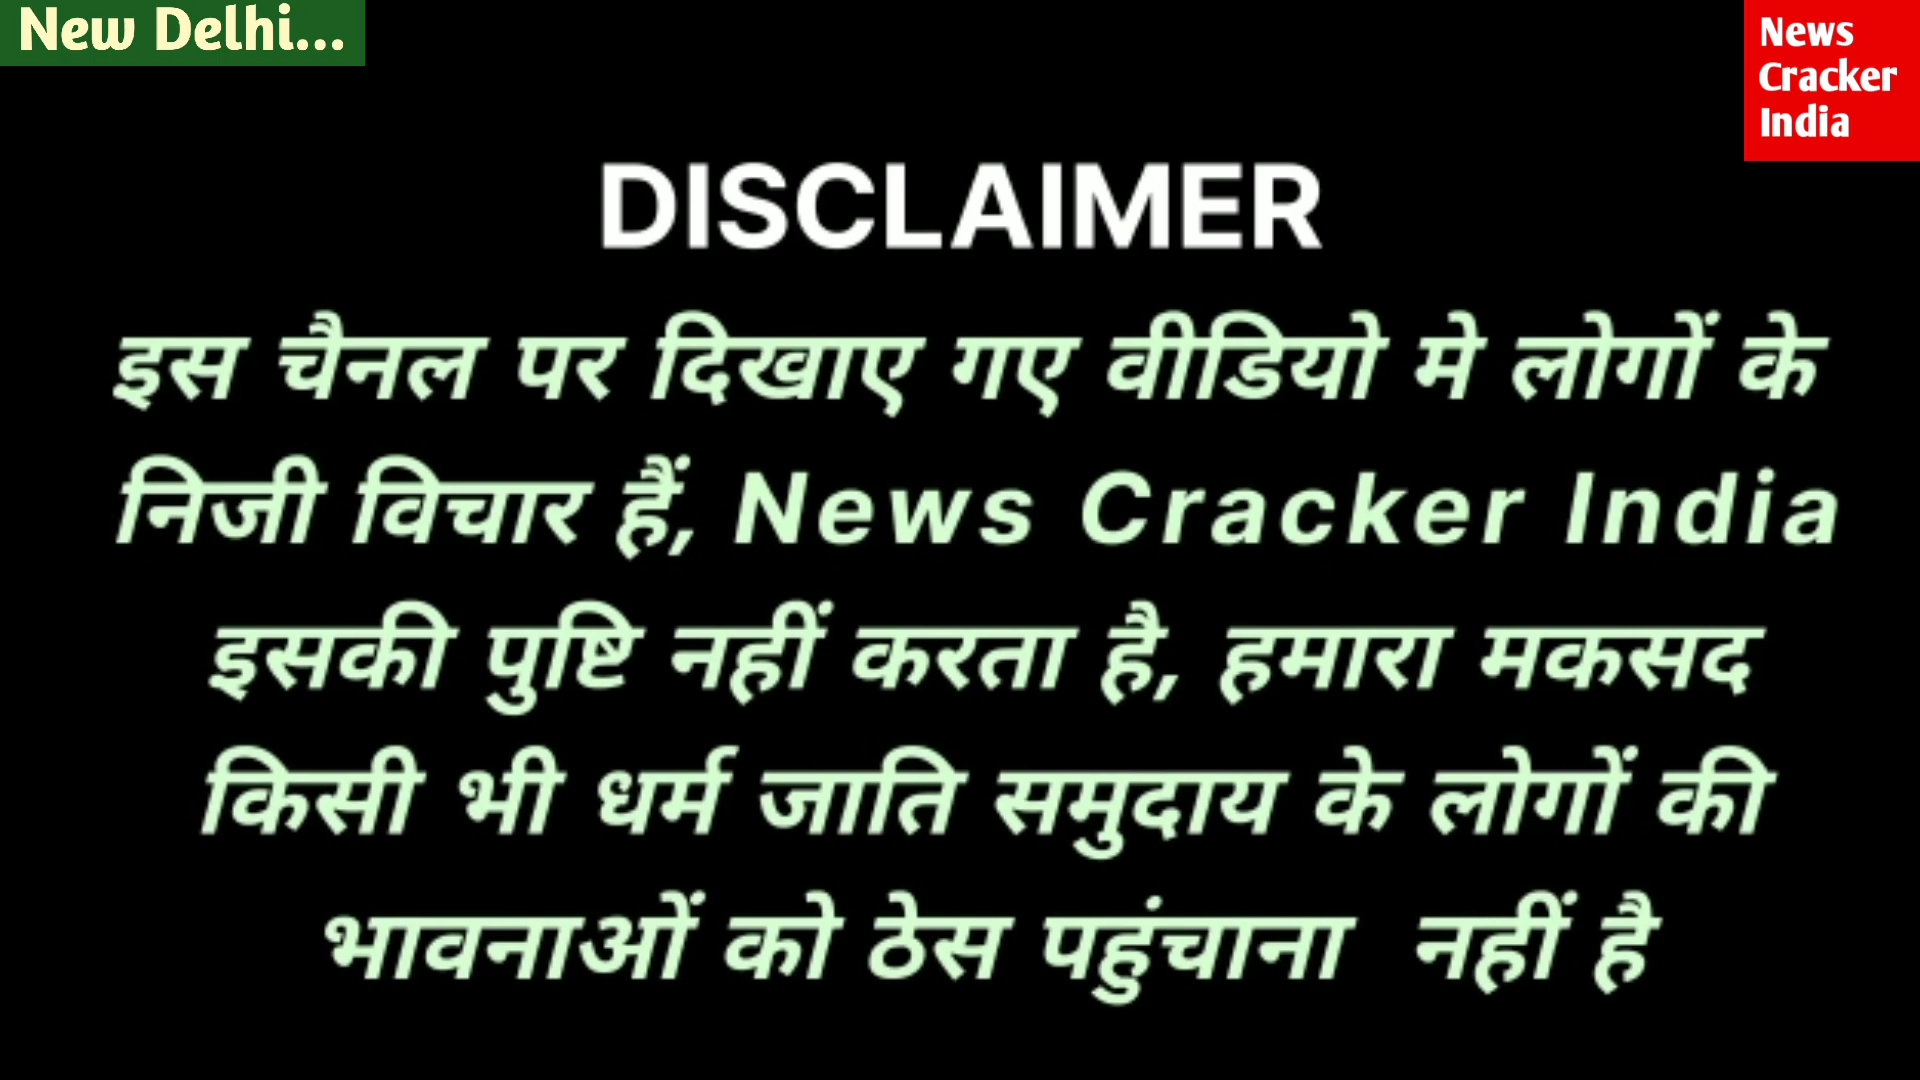 New Delhi...
News
Cracker
India
DISCLAIMER
इस चैनल पर दिखाए गए वीडियो मे लोगों के
निजी विचार हैं, News Cracker India
इसकी पुष्टि नहीं करता है, हमारा मकसद
किसी भी धर्म जाति समुदाय के लोगों की
भावनाओं को ठेस पहुंचाना नहीं है